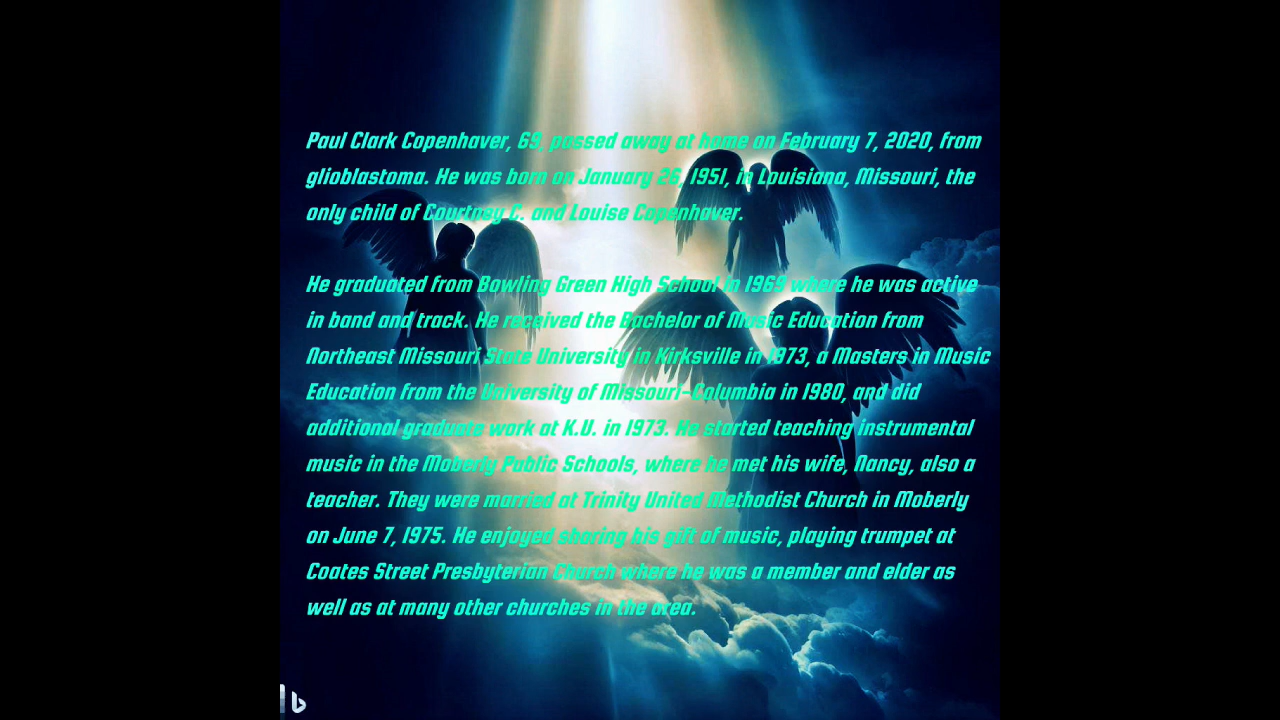 Paul Clark Copenhaver, 69, passed away at home on February 7, 2020, from
glioblastoma. He was born on January 26, 1951, in Louisiana, Missouri, the
only child of Courtney C. and Louise Copenhaver.
He graduated from Bowling Green High School in 1969 where he was active
in band and track. He received the Bachelor of Music Education from
Northeast Missouri State University in Kirksville in 1973, a Masters in Music
Education from the University of Missouri-Columbia in 1980, and did
additional graduate work at K.U. in 1973. He started teaching instrumental
music in the Moberly Public Schools, where he met his wife, Nancy, also a
teacher. They were married at Trinity United Methodist Church in Moberly
on June 7, 1975. He enjoyed sharing his gift of music, playing trumpet at
Coates Street Presbyterian Church where he was a member and elder as
well as at many other churches in the area.